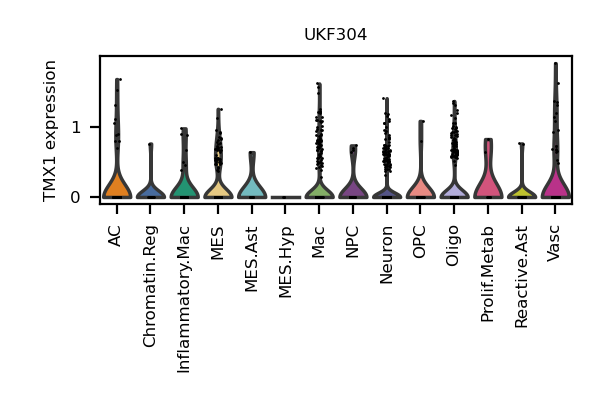 UKF304
TMX1 expression
1
0
AC
Chromatin.Reg
Inflammatory.Mac
MES
MES.Ast
MES.Hyp
Mac
NPC
Neuron
OPC
Oligo
Prolif.Metab
Reactive.Ast
Vasc